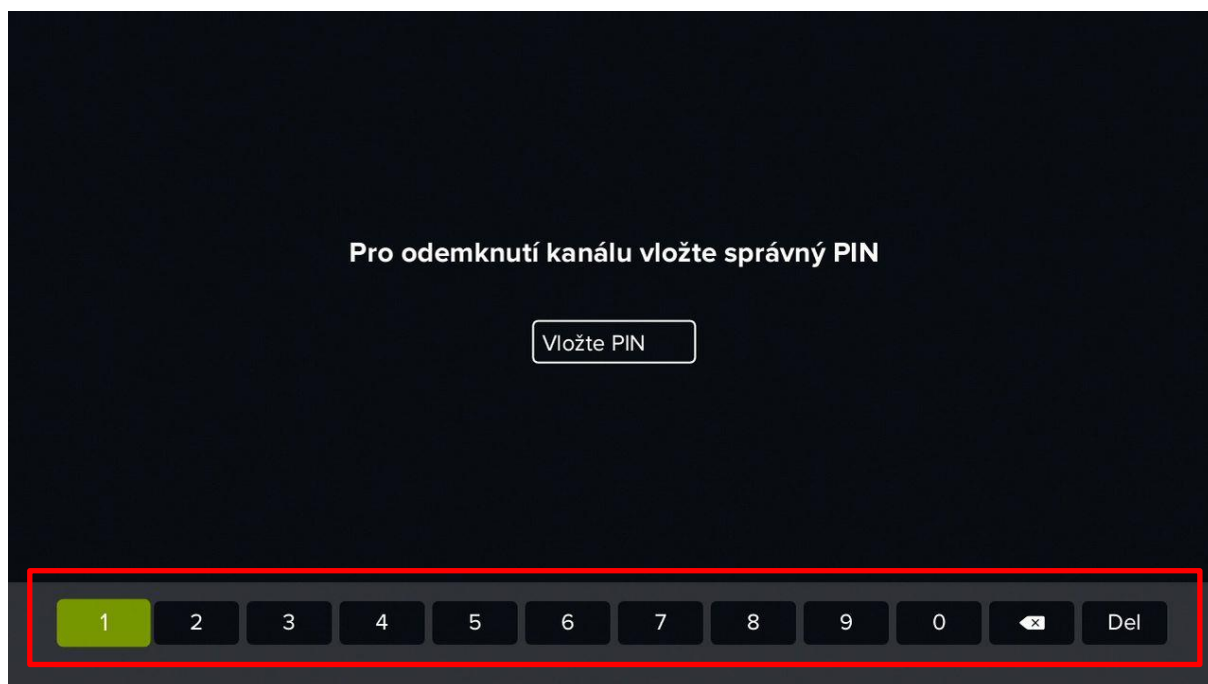 Pro odemknutí kanálu vložte správný PIN
Vložte PIN
1 2 3 4 5 6 7 8 9 0 Del